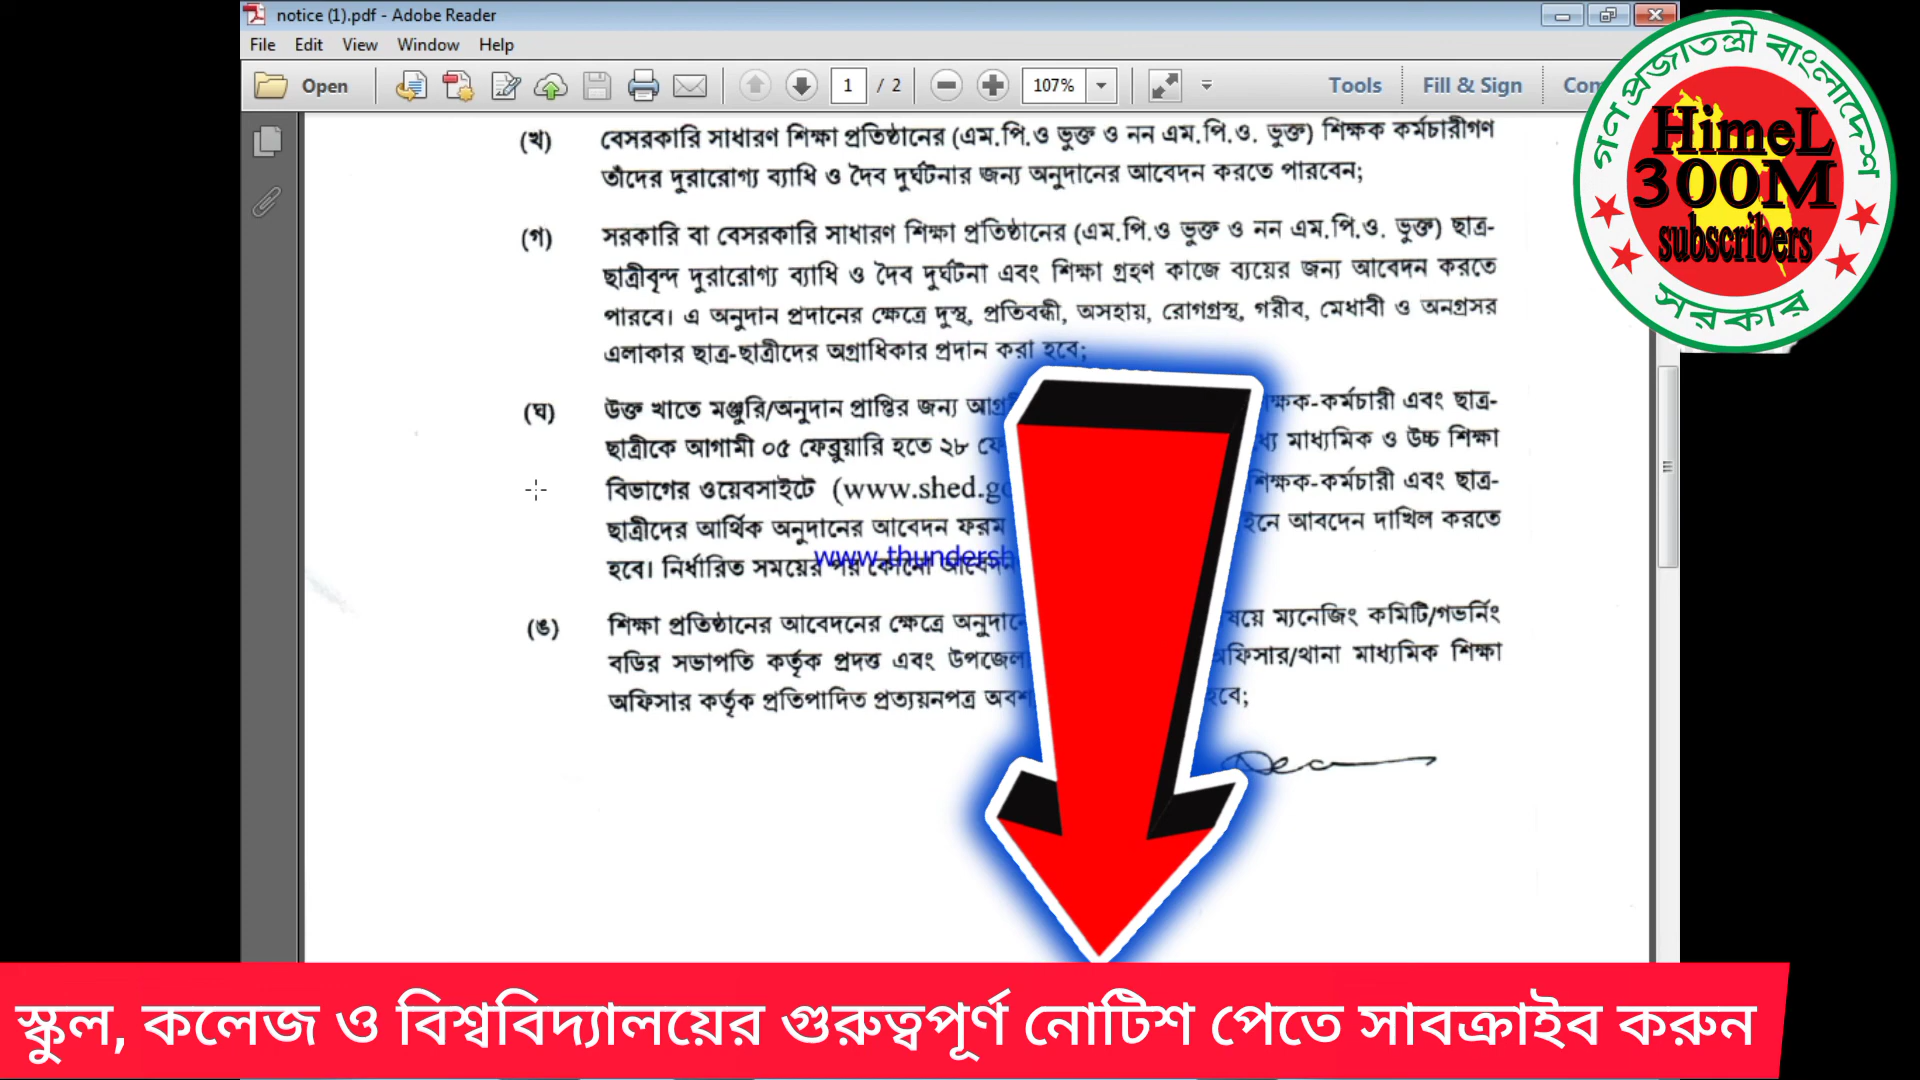 notice (1).pdf - Adobe Reader
File Edit View Window Help
Open 1 / 2 107% Tools Fill & Sign
গণপ্রজাতন্ত্রী বাংলাদেশ
HimeL
300M
subscribers
সরকার
(খ) বেসরকারি সাধারণ শিক্ষা প্রতিষ্ঠানের (এম.পি.ও ভুক্ত ও নন এম.পি.ও. ভুক্ত) শিক্ষক কর্মচারীগণ
তাঁদের দুরারোগ্য ব্যাধি ও দৈব দুর্ঘটনার জন্য অনুদানের আবেদন করতে পারবেন;
(গ) সরকারি বা বেসরকারি সাধারণ শিক্ষা প্রতিষ্ঠানের (এম.পি.ও ভুক্ত ও নন এম.পি.ও. ভুক্ত) ছাত্র-
ছাত্রীবৃন্দ দুরারোগ্য ব্যাধি ও দৈব দুর্ঘটনা এবং শিক্ষা গ্রহণ কাজে ব্যয়ের জন্য আবেদন করতে
পারবে। এ অনুদান প্রদানের ক্ষেত্রে দুস্থ, প্রতিবন্ধী, অসহায়, রোগগ্রস্থ, গরীব, মেধাবী ও অনগ্রসর
এলাকার ছাত্র-ছাত্রীদের অগ্রাধিকার প্রদান করা হবে;
(ঘ) উক্ত খাতে মঞ্জুরি/অনুদান প্রাপ্তির জন্য শিক্ষক-কর্মচারী এবং ছাত্র-
ছাত্রীকে আগামী ০৫ ফেব্রুয়ারি হতে ২৮ মাধ্যমিক ও উচ্চ শিক্ষা
বিভাগের ওয়েবসাইটে (www.shed.go শিক্ষক-কর্মচারী এবং ছাত্র-
ছাত্রীদের আর্থিক অনুদানের আবেদন ফরম আবদেন দাখিল করতে
হবে। নির্ধারিত সময়ের পর কোনো
www.thundersh
(ঙ) শিক্ষা প্রতিষ্ঠানের আবেদনের ক্ষেত্রে ম্যনেজিং কমিটি/গভর্নিং
বডির সভাপতি কর্তৃক প্রদত্ত এবং উপজেলা অফিসার/থানা মাধ্যমিক শিক্ষা
অফিসার কর্তৃক প্রতিপাদিত প্রত্যয়নপত্র হবে;
স্কুল, কলেজ ও বিশ্ববিদ্যালয়ের গুরুত্বপূর্ণ নোটিশ পেতে সাবক্রাইব করুন